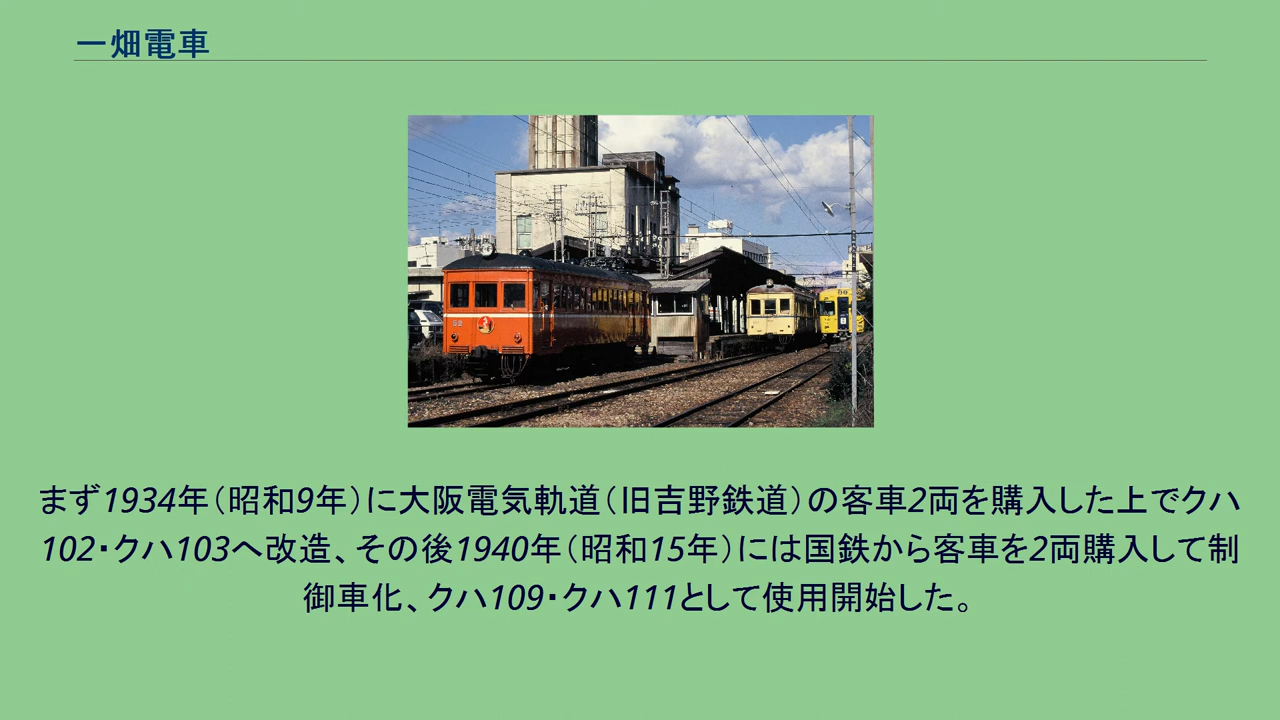 一畑電車
52
まず1934年（昭和9年）に大阪電気軌道（旧吉野鉄道）の客車2両を購入した上でクハ
102・クハ103へ改造、その後1940年（昭和15年）には国鉄から客車を2両購入して制
御車化、クハ109・クハ111として使用開始した。